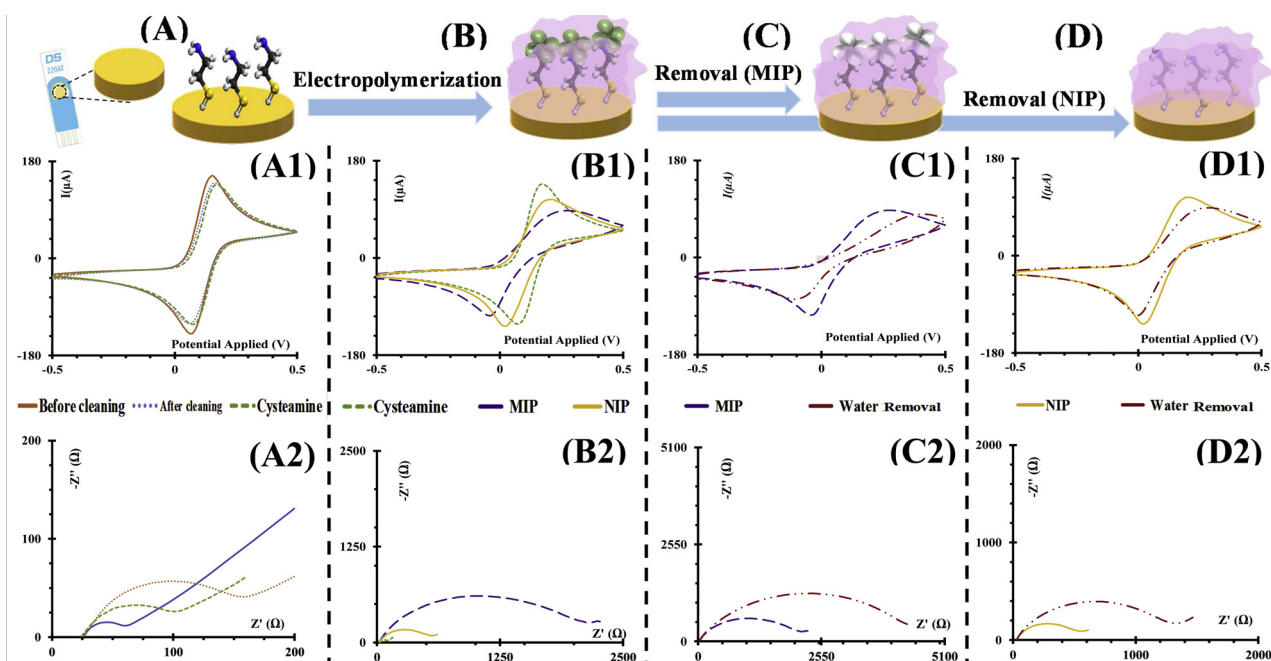 (A)
(B)
(C)
(D)
DS
220AT
Electropolymerization
Removal (MIP)
Removal (NIP)
(A1)
180
I(µA)
0
-180
-0.5
0
0.5
Potential Applied (V)
(B1)
180
I(µA)
0
-180
-0.5
0
0.5
Potential Applied (V)
(C1)
180
I(µA)
0
-180
-0.5
0
0.5
Potential Applied (V)
(D1)
180
I(µA)
0
-180
-0.5
0
0.5
Potential Applied (V)
Before cleaning
After cleaning
Cysteamine
Cysteamine
MIP
NIP
MIP
Water Removal
NIP
Water Removal
(A2)
200
-Z'' (Ω)
100
0
0
100
200
Z' (Ω)
(B2)
2500
-Z'' (Ω)
1250
0
0
1250
2500
Z' (Ω)
(C2)
5100
-Z'' (Ω)
2550
0
0
2550
5100
Z' (Ω)
(D2)
2000
-Z'' (Ω)
1000
0
0
1000
2000
Z' (Ω)